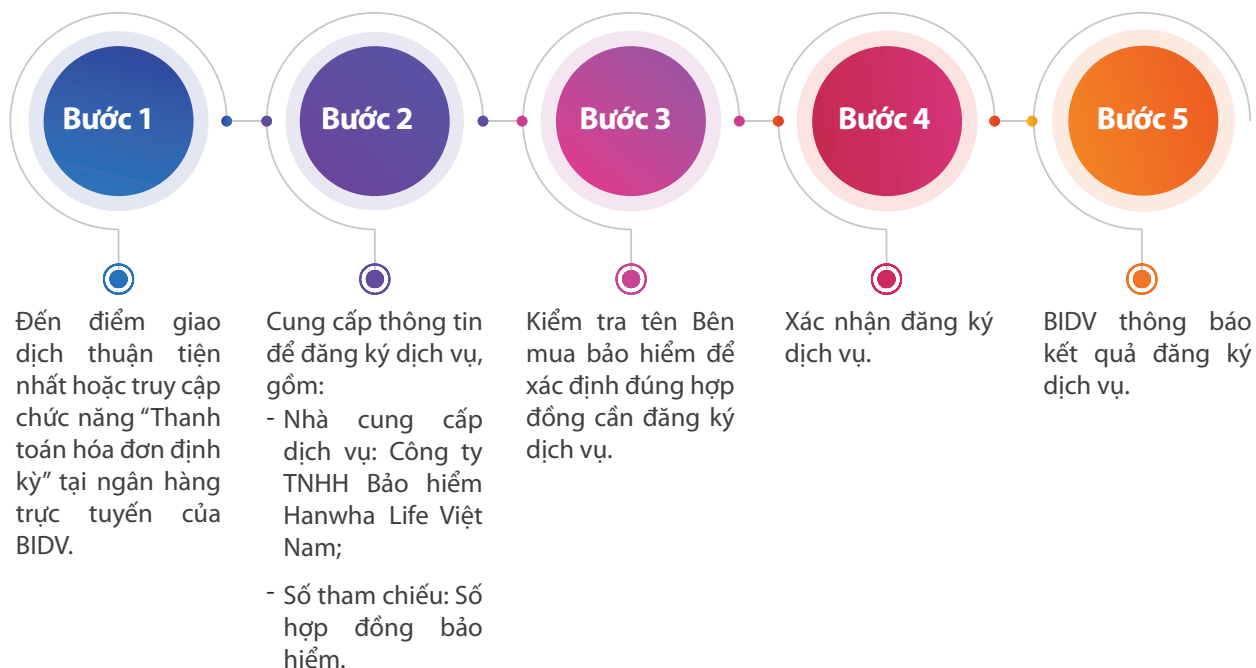 Bước 1
Bước 2
Bước 3
Bước 4
Bước 5
Đến điểm giao
dịch thuận tiện
nhất hoặc truy cập
chức năng “Thanh
toán hóa đơn định
kỳ” tại ngân hàng
trực tuyến của
BIDV.
Cung cấp thông tin
để đăng ký dịch vụ,
gồm:
- Nhà cung cấp
dịch vụ: Công ty
TNHH Bảo hiểm
Hanwha Life Việt
Nam;
- Số tham chiếu: Số
hợp đồng bảo
hiểm.
Kiểm tra tên Bên
mua bảo hiểm để
xác định đúng hợp
đồng cần đăng ký
dịch vụ.
Xác nhận đăng ký
dịch vụ.
BIDV thông báo
kết quả đăng ký
dịch vụ.